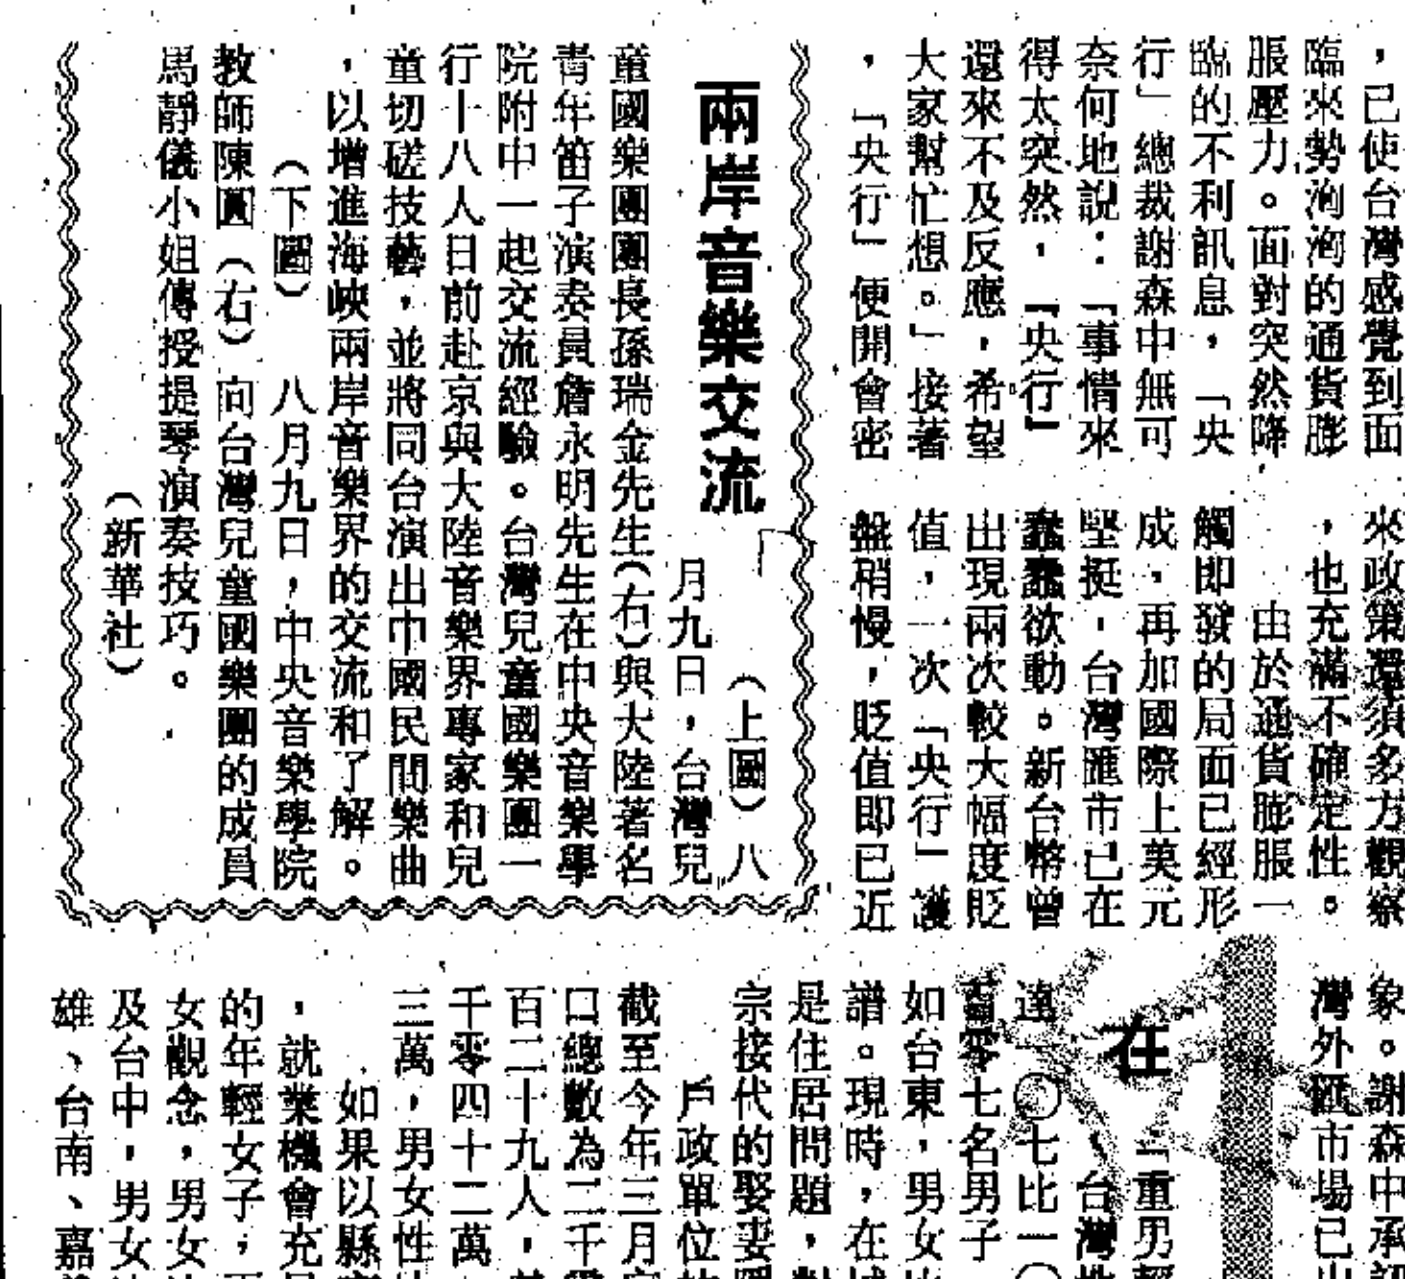 ，已使台灣感覺到面
臨來勢洶洶的通貨膨
脹壓力。面對突然降
臨的不利訊息，「央
行」總裁謝森中無可
奈何地說：「事情來
得太突然，「央行」
還來不及反應，希望
大家幫忙想。」接著
，「央行」便開會密
來政策還須多方觀察
，也充滿不確定性。
由於通貨膨脹一
觸即發的局面已經形
成，再加國際上美元
堅挺，台灣匯市已在
蠢蠢欲動。新台幣曾
出現兩次較大幅度貶
值，一次「央行」護
盤稍慢，貶值即已近
兩岸音樂交流
（上圖）八
月九日，台灣兒
童國樂團團長孫瑞金先生（右）與大陸著名
青年笛子演奏員詹永明先生在中央音樂學
院附中一起交流經驗。台灣兒童國樂團一
行十八人日前赴京與大陸音樂界專家和兒
童切磋技藝，並將同台演出中國民間樂曲
，以增進海峽兩岸音樂界的交流和了解。
（下圖）　八月九日，中央音樂學院
教師陳圓（右）向台灣兒童國樂團的成員
馬靜儀小姐傳授提琴演奏技巧。
（新華社）
象。謝森中承
灣外匯市場已
在
重男輕
，台灣性
達一〇七比一〇
零七名男子
如台東，男女比
譜。現時，在城
是住居問題，對
宗接代的娶妻
戶政單位
截至今年三月
口總數為二千
百二十九人，
千零四十二萬
三萬，男女性
如果以縣
，就業機會充
的年輕女子，
女觀念，男女
及台中，男女
雄、台南、嘉